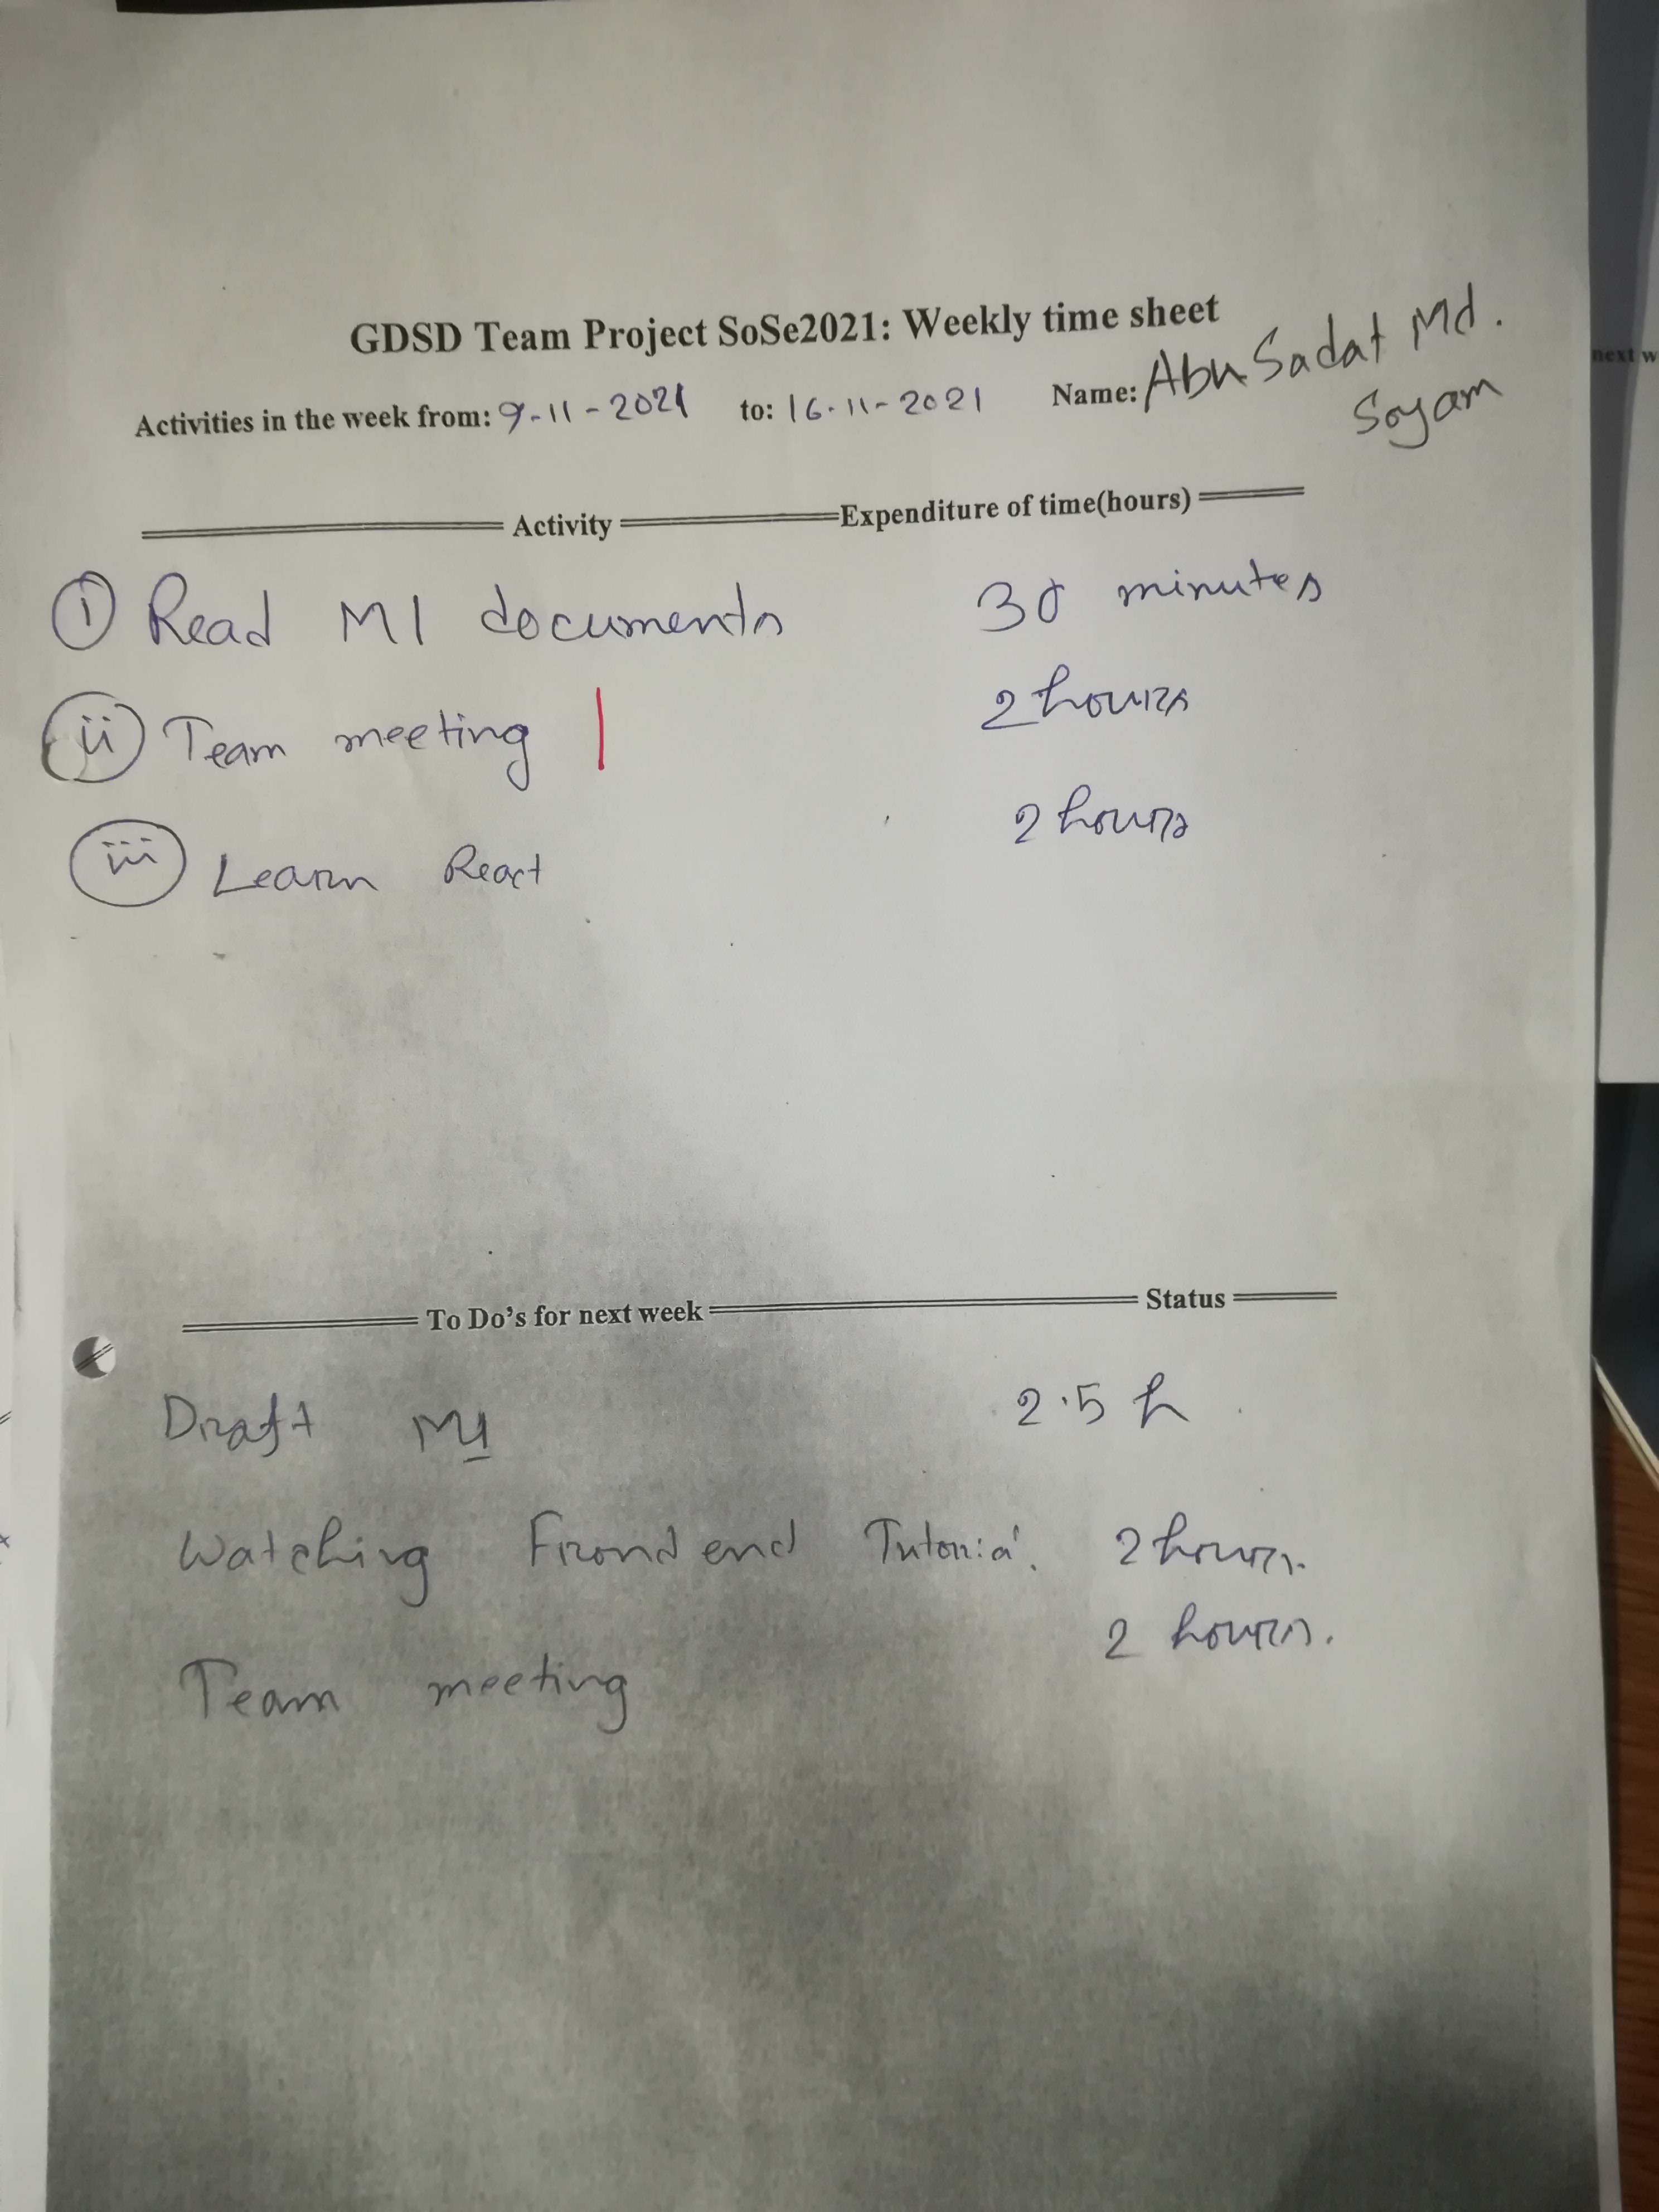 GDSD Team Project SoSe2021: Weekly time sheet
Activities in the week from: 9-11-2021 to: 16-11-2021 Name: Abu Sadat Md.
Soyam
Activity Expenditure of time(hours)
i Read M1 documents 30 minutes
ii Team meeting 2 hours
iii Learn React 2 hours
To Do's for next week Status
Draft M1 2.5 h
Watching Frond end Tutorial. 2 hours.
Team meeting 2 hours.
next w